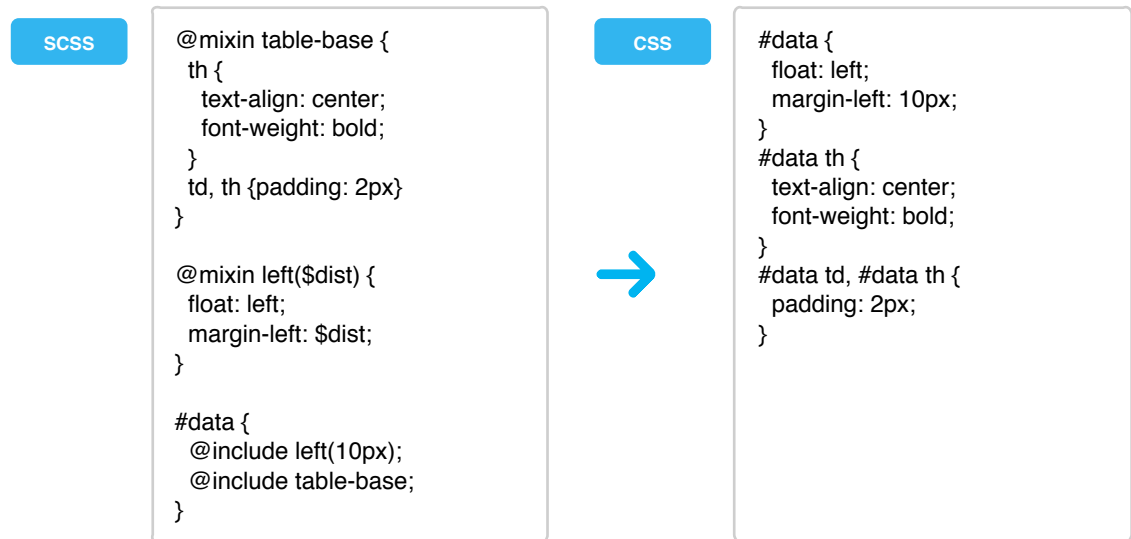 SCSS
@mixin table-base {
  th {
    text-align: center;
    font-weight: bold;
  }
  td, th {padding: 2px}
}

@mixin left($dist) {
  float: left;
  margin-left: $dist;
}

#data {
  @include left(10px);
  @include table-base;
}
CSS
#data {
  float: left;
  margin-left: 10px;
}
#data th {
  text-align: center;
  font-weight: bold;
}
#data td, #data th {
  padding: 2px;
}